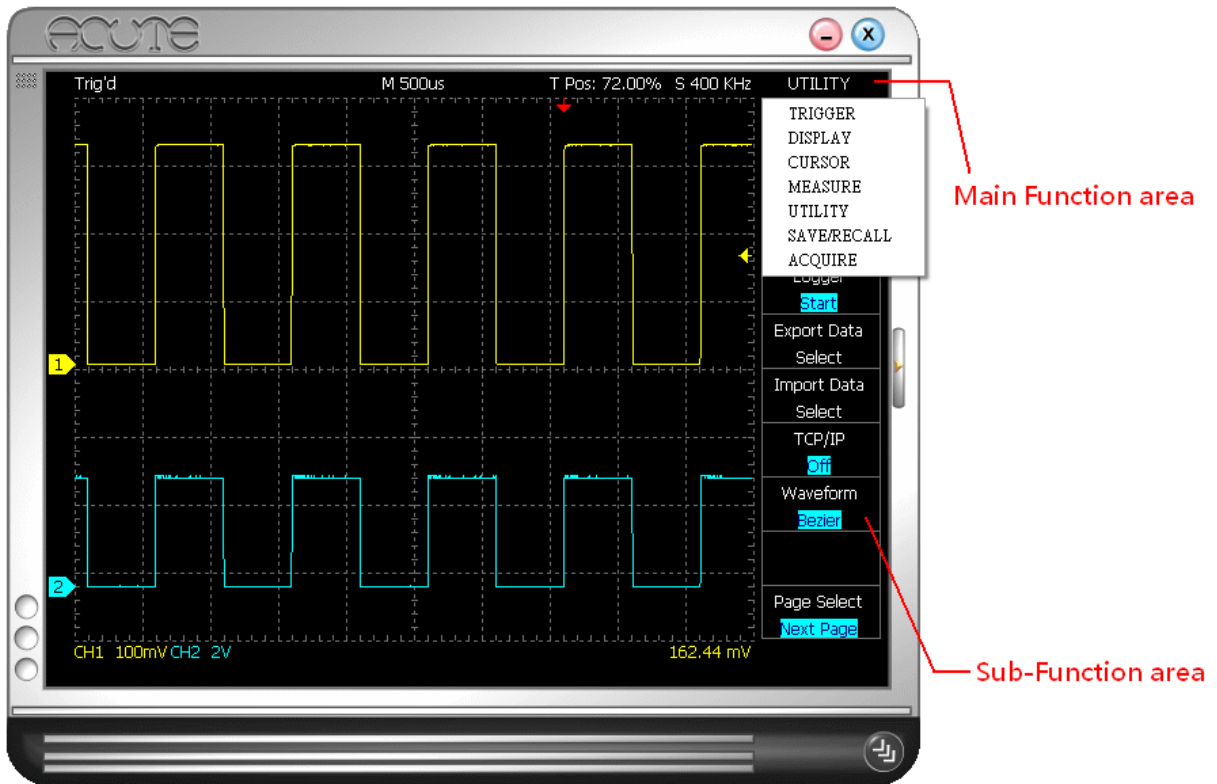 ACUTE
Trig'd M 500us T Pos: 72.00% S 400 KHz UTILITY
TRIGGER
DISPLAY
CURSOR
MEASURE
UTILITY
SAVE/RECALL
ACQUIRE
Main Function area
Logger
Start
Export Data
Select
Import Data
Select
TCP/IP
Off
Waveform
Bezier
Page Select
Next Page
1
2
CH1 100mV CH2 2V 162.44 mV
Sub-Function area